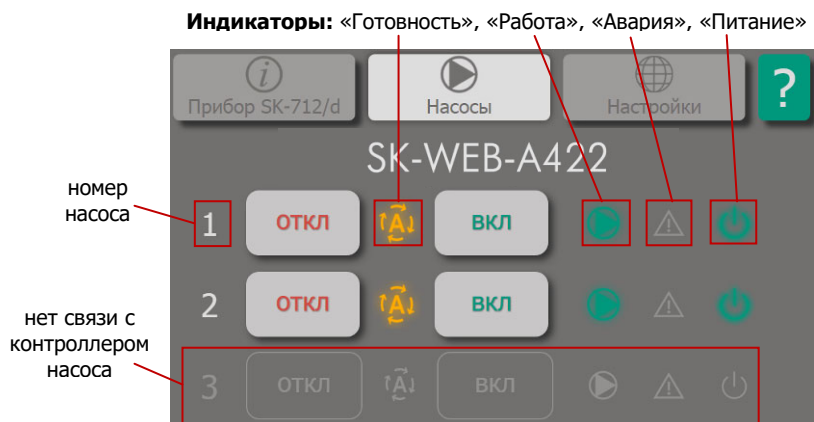 Индикаторы: «Готовность», «Работа», «Авария», «Питание»
Прибор SK-712/d
Насосы
Настройки
?
SK-WEB-A422
номер
насоса
1 ОТКЛ A ВКЛ
2 ОТКЛ A ВКЛ
нет связи с
контроллером
насоса
3 ОТКЛ A ВКЛ